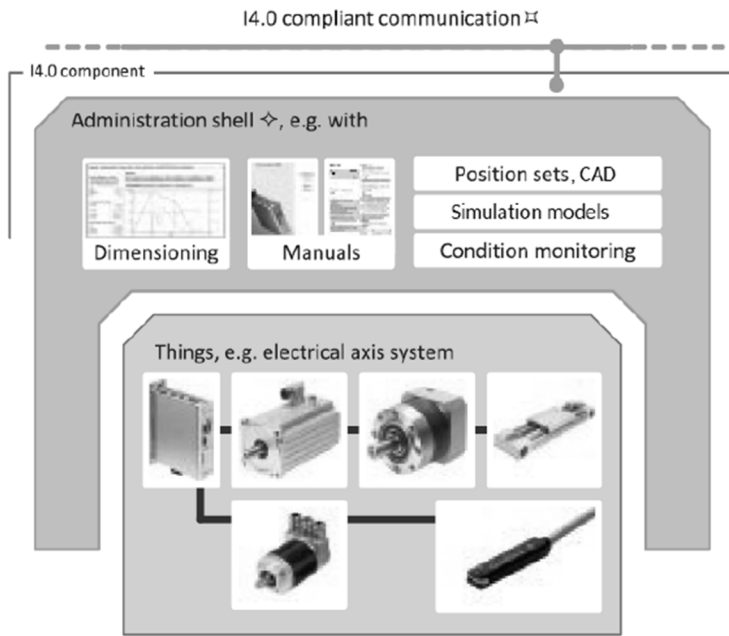 I4.0 compliant communication ⌑
I4.0 component
Administration shell ✧, e.g. with
Position sets, CAD
Simulation models
Dimensioning
Manuals
Condition monitoring
Things, e.g. electrical axis system